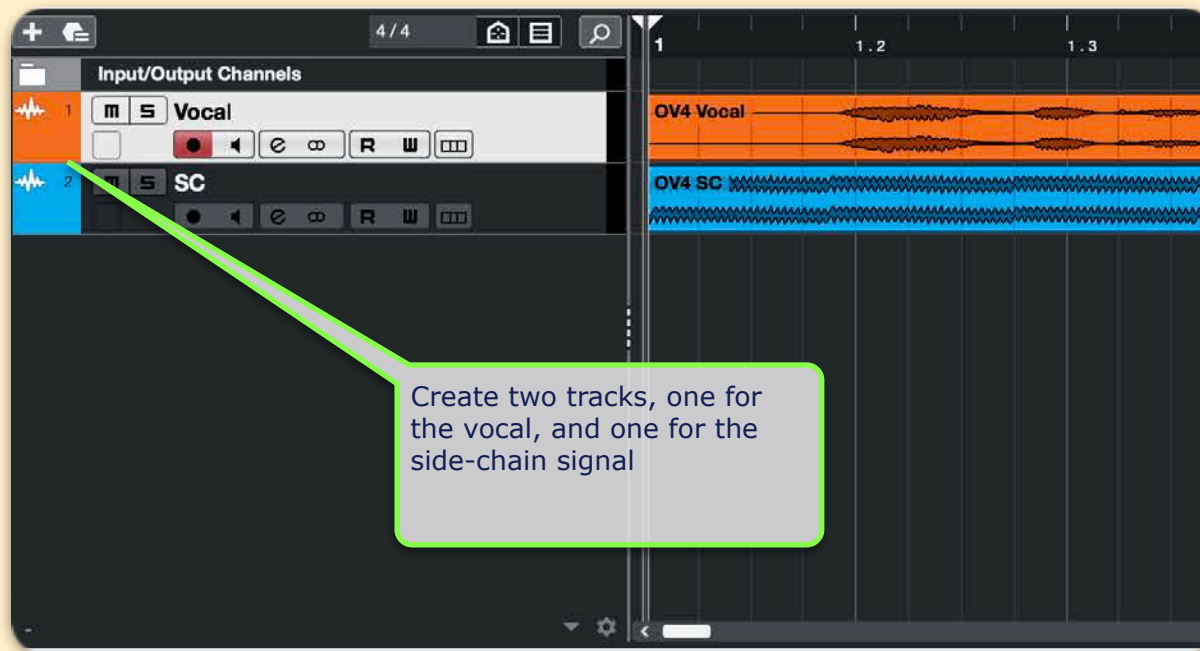 4/4
1
1.2
1.3
Input/Output Channels
1 m S Vocal
R W
OV4 Vocal
2 m S SC
R W
OV4 SC
Create two tracks, one for
the vocal, and one for the
side-chain signal